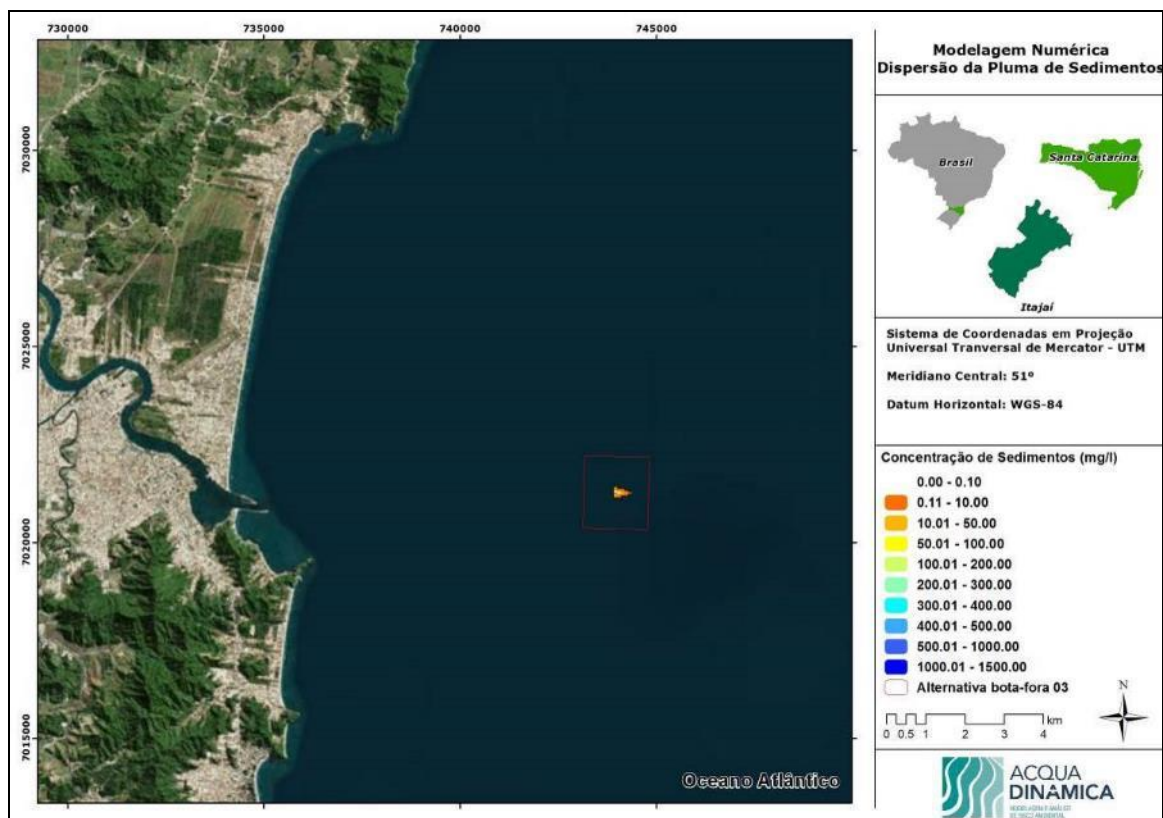 730000
735000
740000
745000
7030000
7025000
7020000
7015000
Oceano Atlântico
Modelagem Numérica
Dispersão da Pluma de Sedimentos
Brasil
Santa Catarina
Itajaí
Sistema de Coordenadas em Projeção
Universal Tranversal de Mercator - UTM
Meridiano Central: 51º
Datum Horizontal: WGS-84
Concentração de Sedimentos (mg/l)
0.00 - 0.10
0.11 - 10.00
10.01 - 50.00
50.01 - 100.00
100.01 - 200.00
200.01 - 300.00
300.01 - 400.00
400.01 - 500.00
500.01 - 1000.00
1000.01 - 1500.00
Alternativa bota-fora 03
N
km
0 0.5 1 2 3 4
ACQUA
DINÂMICA